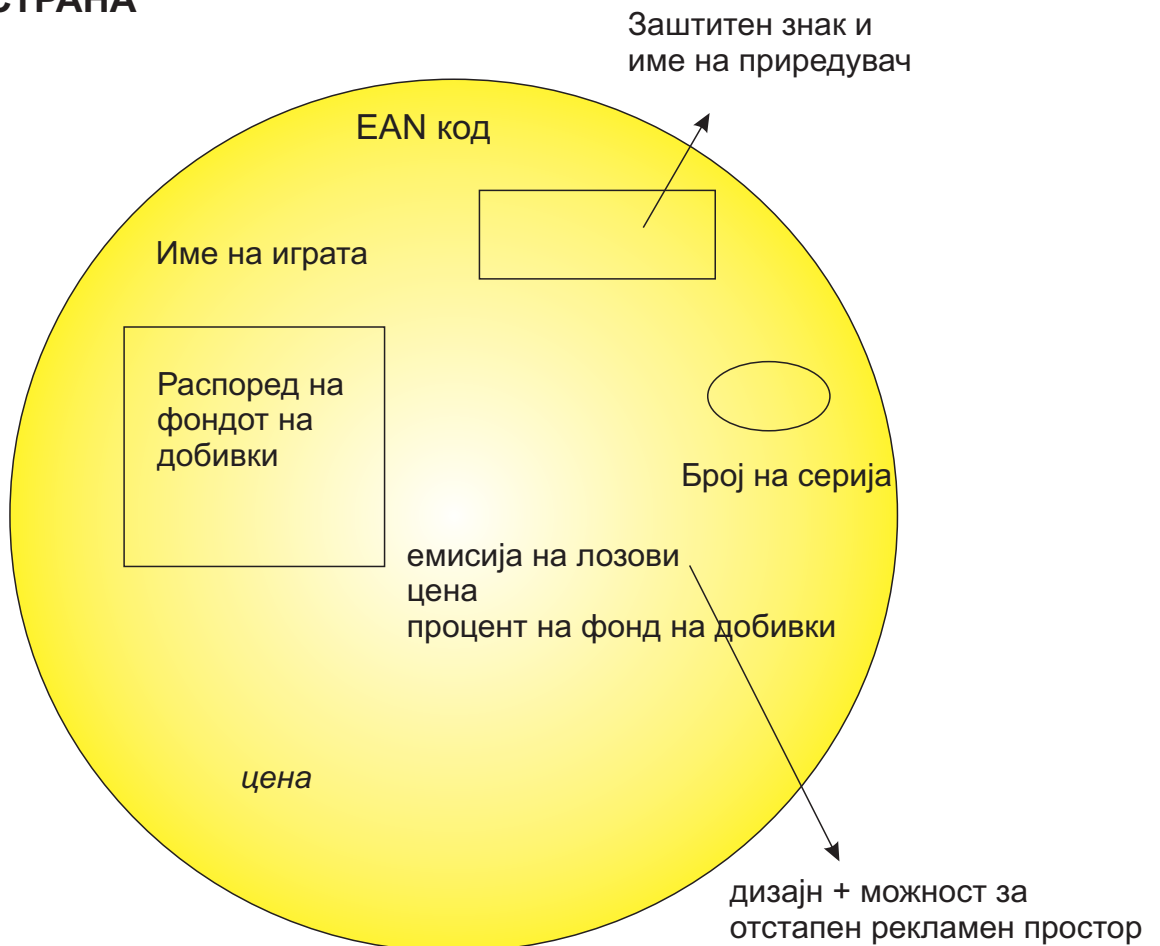 СТРАНА
Заштитен знак и
име на приредувач
EAN код
Име на играта
Распоред на
фондот на
добивки
Број на серија
емисија на лозови
цена
процент на фонд на добивки
цена
дизајн + можност за
отстапен рекламен простор